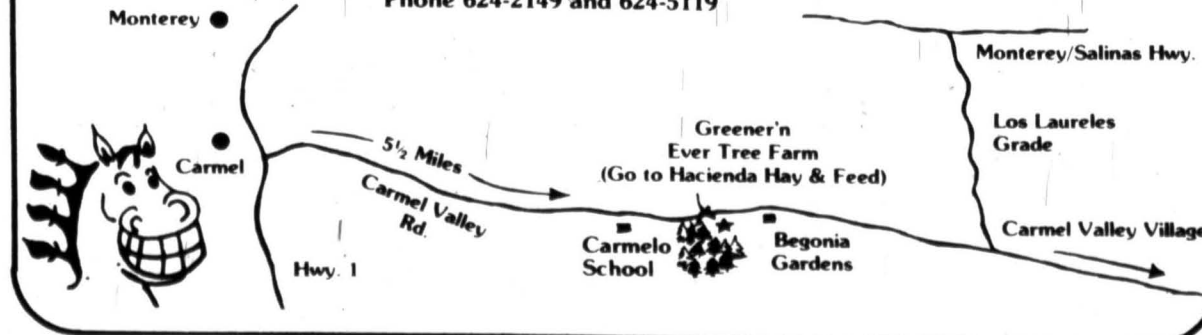 Phone 624-2149 and 624-5119
Monterey
Monterey/Salinas Hwy.
Los Laureles
Grade
Greener'n
Ever Tree Farm
(Go to Hacienda Hay & Feed)
5½ Miles
Carmel
Carmel Valley
Rd.
Carmelo
School
Begonia
Gardens
Carmel Valley Village
Hwy. 1